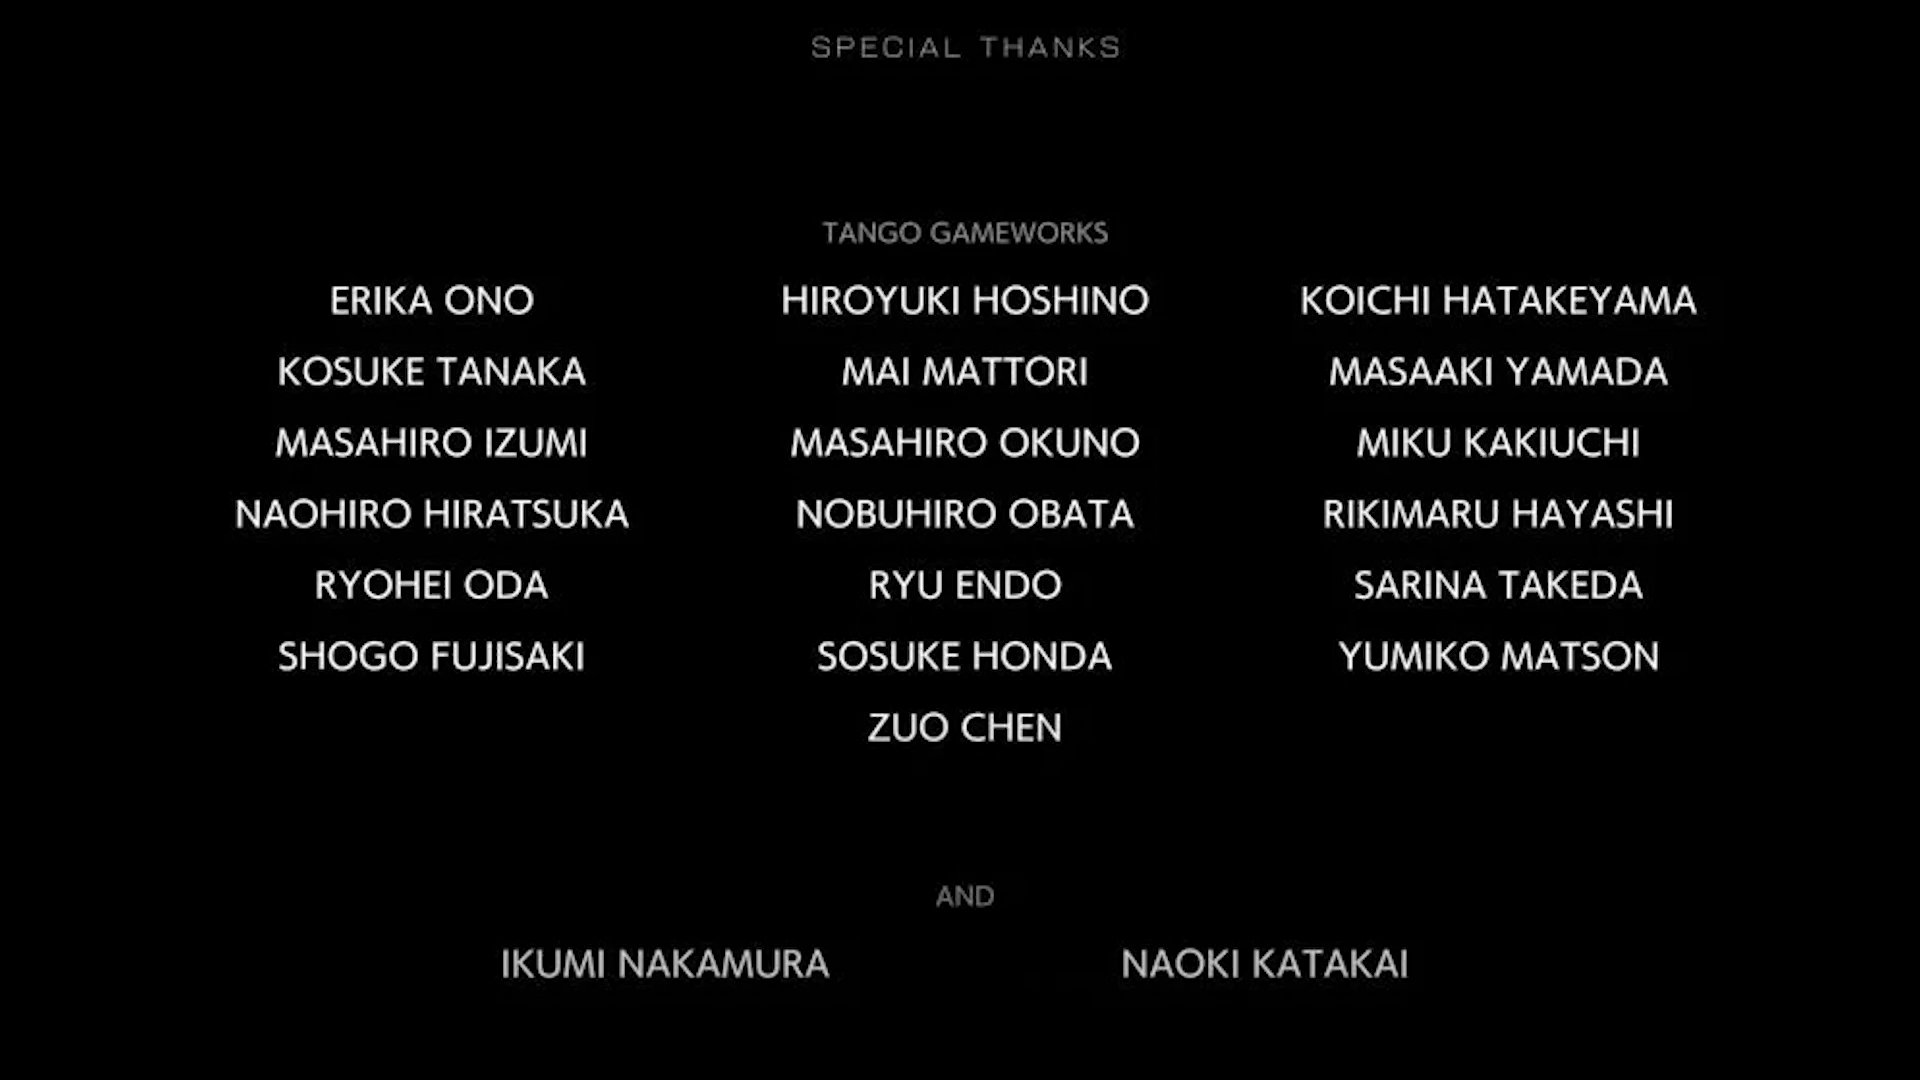 SPECIAL THANKS
TANGO GAMEWORKS
ERIKA ONO HIROYUKI HOSHINO KOICHI HATAKEYAMA
KOSUKE TANAKA MAI MATTORI MASAAKI YAMADA
MASAHIRO IZUMI MASAHIRO OKUNO MIKU KAKIUCHI
NAOHIRO HIRATSUKA NOBUHIRO OBATA RIKIMARU HAYASHI
RYOHEI ODA RYU ENDO SARINA TAKEDA
SHOGO FUJISAKI SOSUKE HONDA YUMIKO MATSON
ZUO CHEN
AND
IKUMI NAKAMURA NAOKI KATAKAI